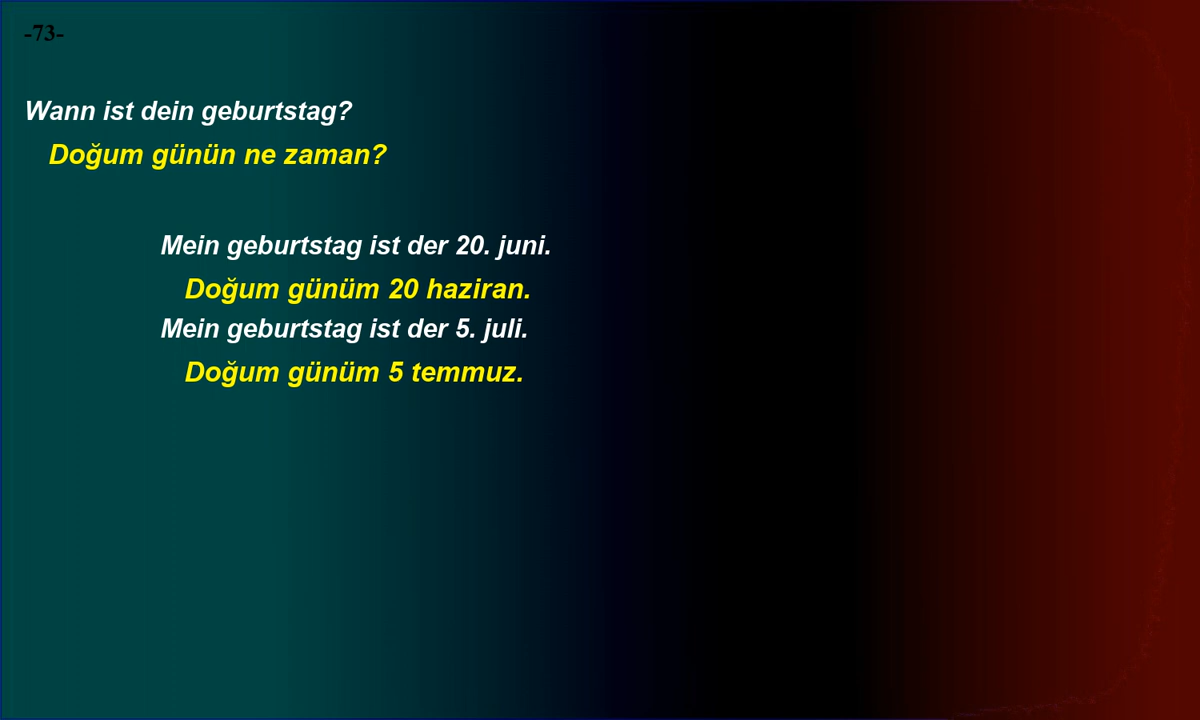 -73-
Wann ist dein geburtstag?
Doğum günün ne zaman?
Mein geburtstag ist der 20. juni.
Doğum günüm 20 haziran.
Mein geburtstag ist der 5. juli.
Doğum günüm 5 temmuz.